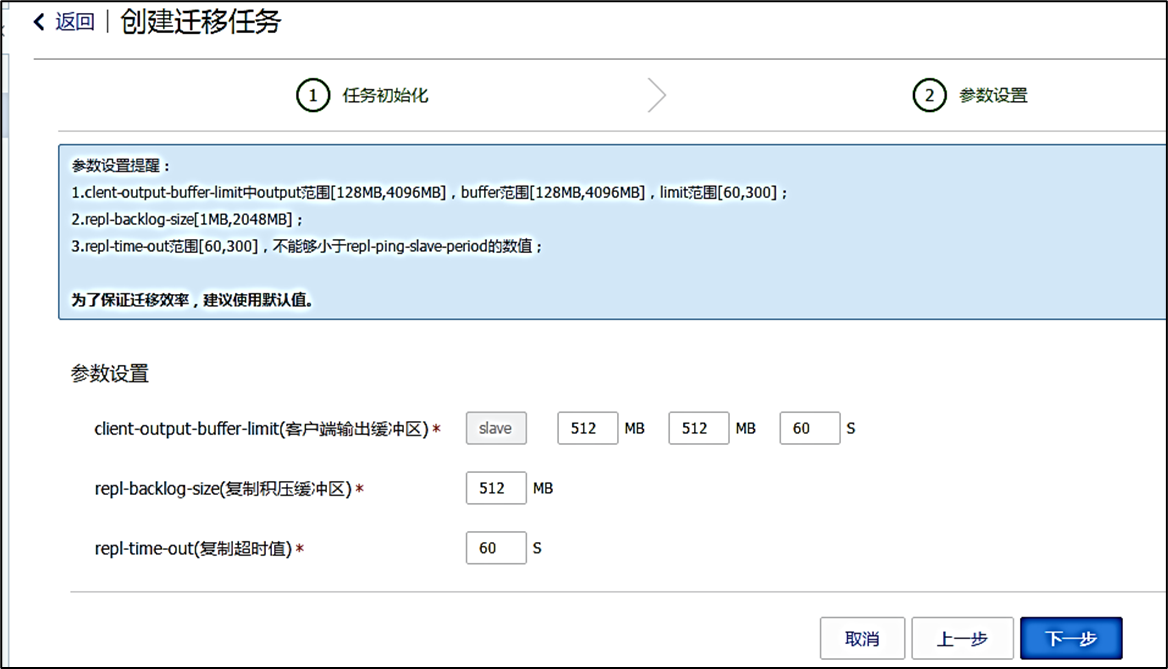 返回 | 创建迁移任务
1 任务初始化
2 参数设置
参数设置提醒：
1.clent-output-buffer-limit中output范围[128MB,4096MB]，buffer范围[128MB,4096MB]，limit范围[60,300]；
2.repl-backlog-size[1MB,2048MB]；
3.repl-time-out范围[60,300]，不能够小于repl-ping-slave-period的数值；
为了保证迁移效率，建议使用默认值。
参数设置
client-output-buffer-limit(客户端输出缓冲区)* slave 512 MB 512 MB 60 S
repl-backlog-size(复制积压缓冲区)* 512 MB
repl-time-out(复制超时值)* 60 S
取消 上一步 下一步